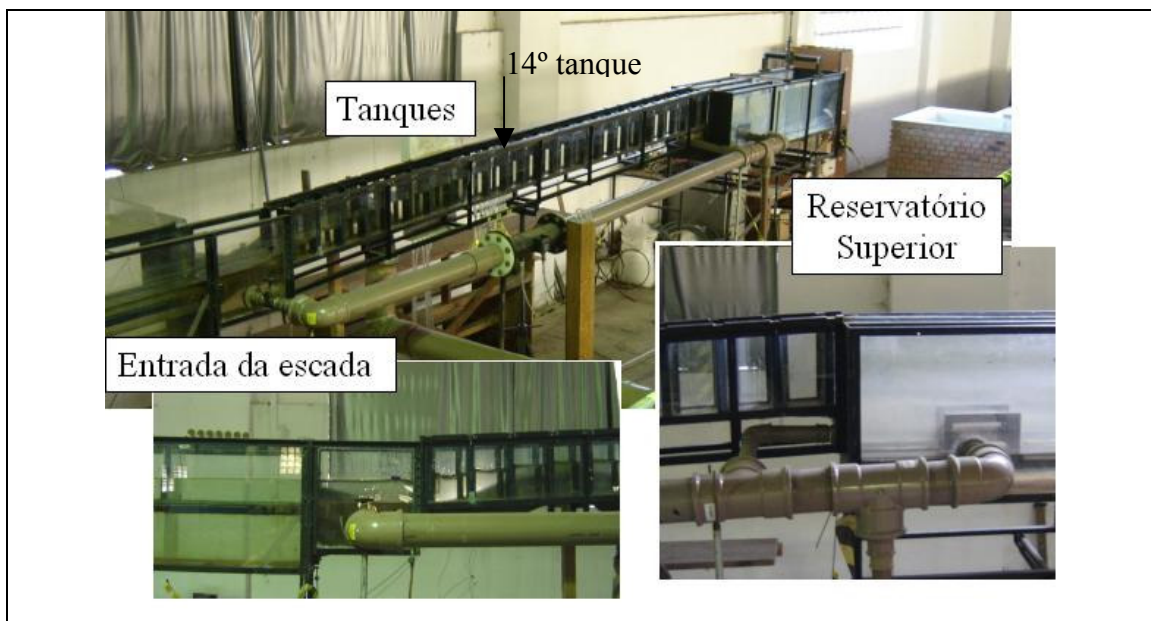 14º tanque
Tanques
Reservatório
Superior
Entrada da escada